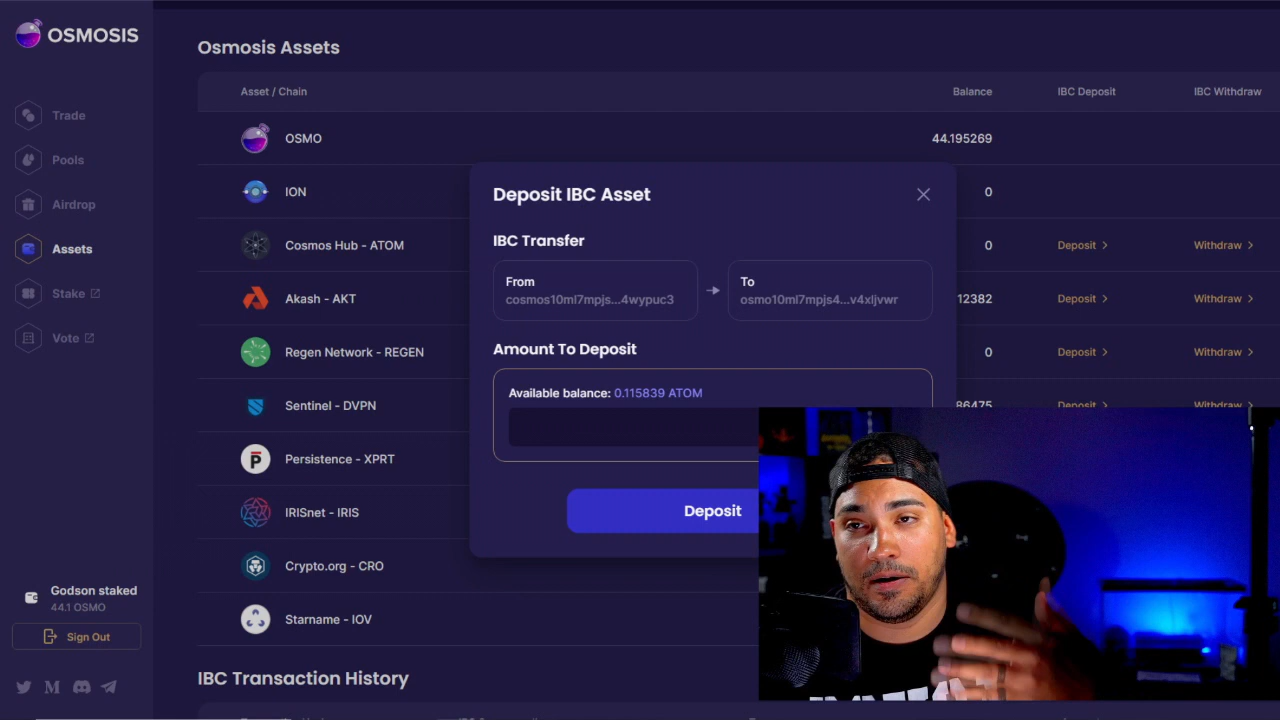 OSMOSIS
Trade
Pools
Airdrop
Assets
Stake
Vote
Godson staked
44.1 OSMO
Sign Out
Osmosis Assets
Asset / Chain Balance IBC Deposit IBC Withdraw
OSMO 44.195269
ION 0
Cosmos Hub - ATOM 0 Deposit Withdraw
Akash - AKT 12382 Deposit Withdraw
Regen Network - REGEN 0 Deposit Withdraw
Sentinel - DVPN 86475 Deposit Withdraw
Persistence - XPRT
IRISnet - IRIS
Crypto.org - CRO
Starname - IOV
IBC Transaction History
Deposit IBC Asset
IBC Transfer
From
cosmos10ml7mpjs...4wypuc3
To
osmo10ml7mpjs4...v4xljvwr
Amount To Deposit
Available balance: 0.115839 ATOM
Deposit